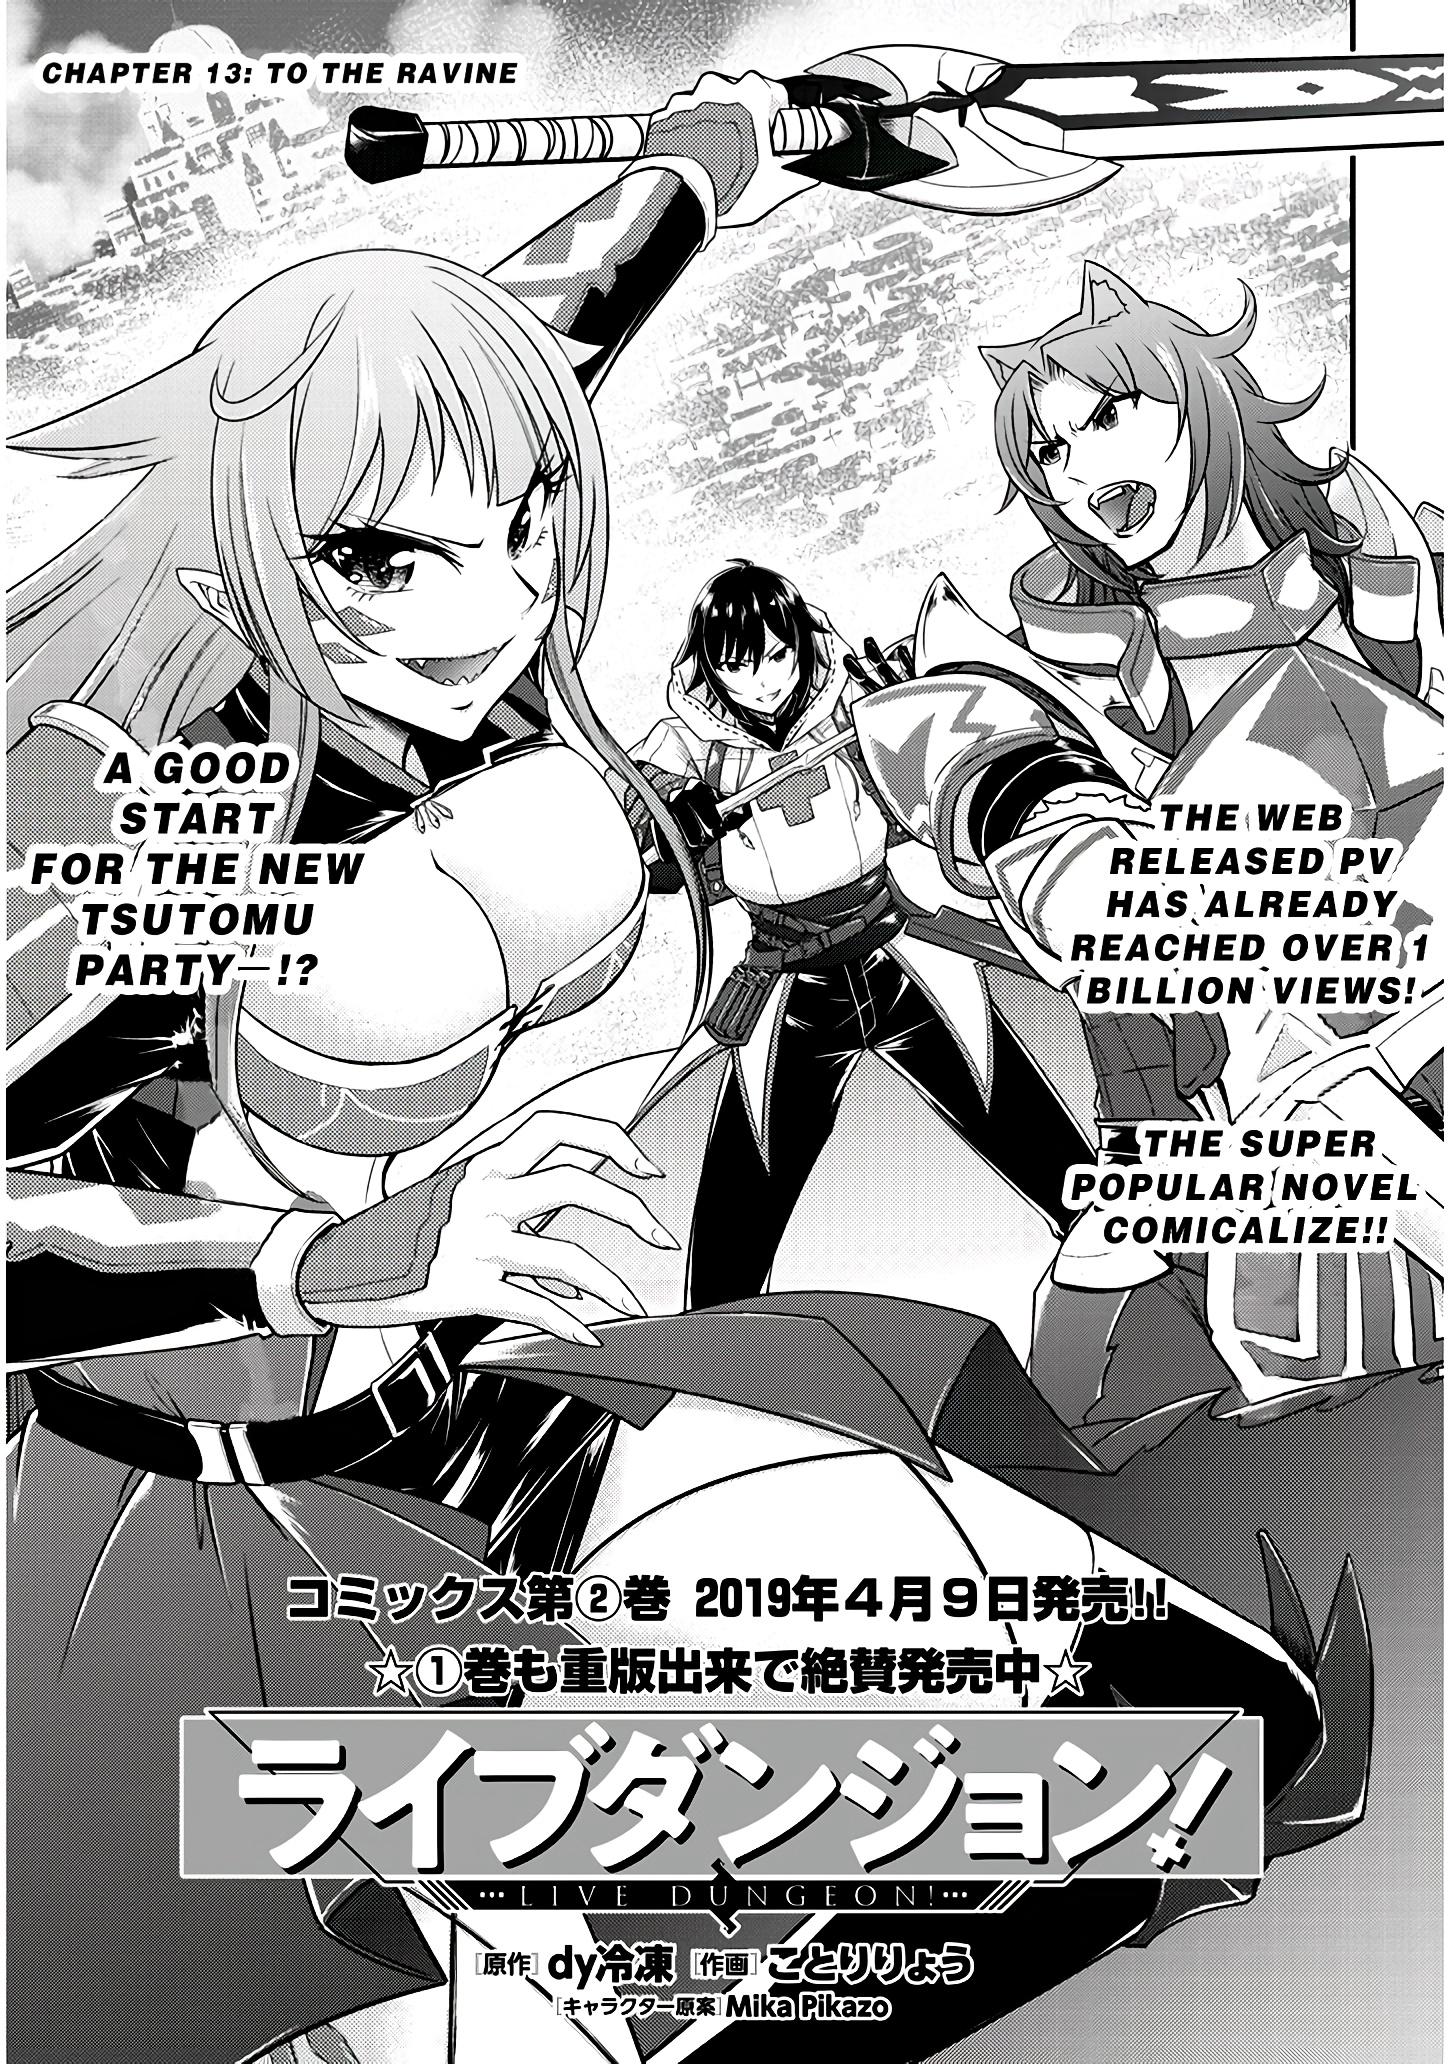 CHAPTER 13: TO THE RAVINE
A GOOD
START
FOR THE NEW
TSUTOMU
PARTY—!?
THE WEB
RELEASED PV
HAS ALREADY
REACHED OVER 1
BILLION VIEWS!
THE SUPER
POPULAR NOVEL
COMICALIZE!!
コミックス第②巻 2019年4月9日発売!!
☆①巻も重版出来で絶賛発売中☆
ライブダンジョン!
…LIVE DUNGEON!…
[原作] dy冷凍 [作画] ことりりょう
[キャラクター原案] Mika Pikazo